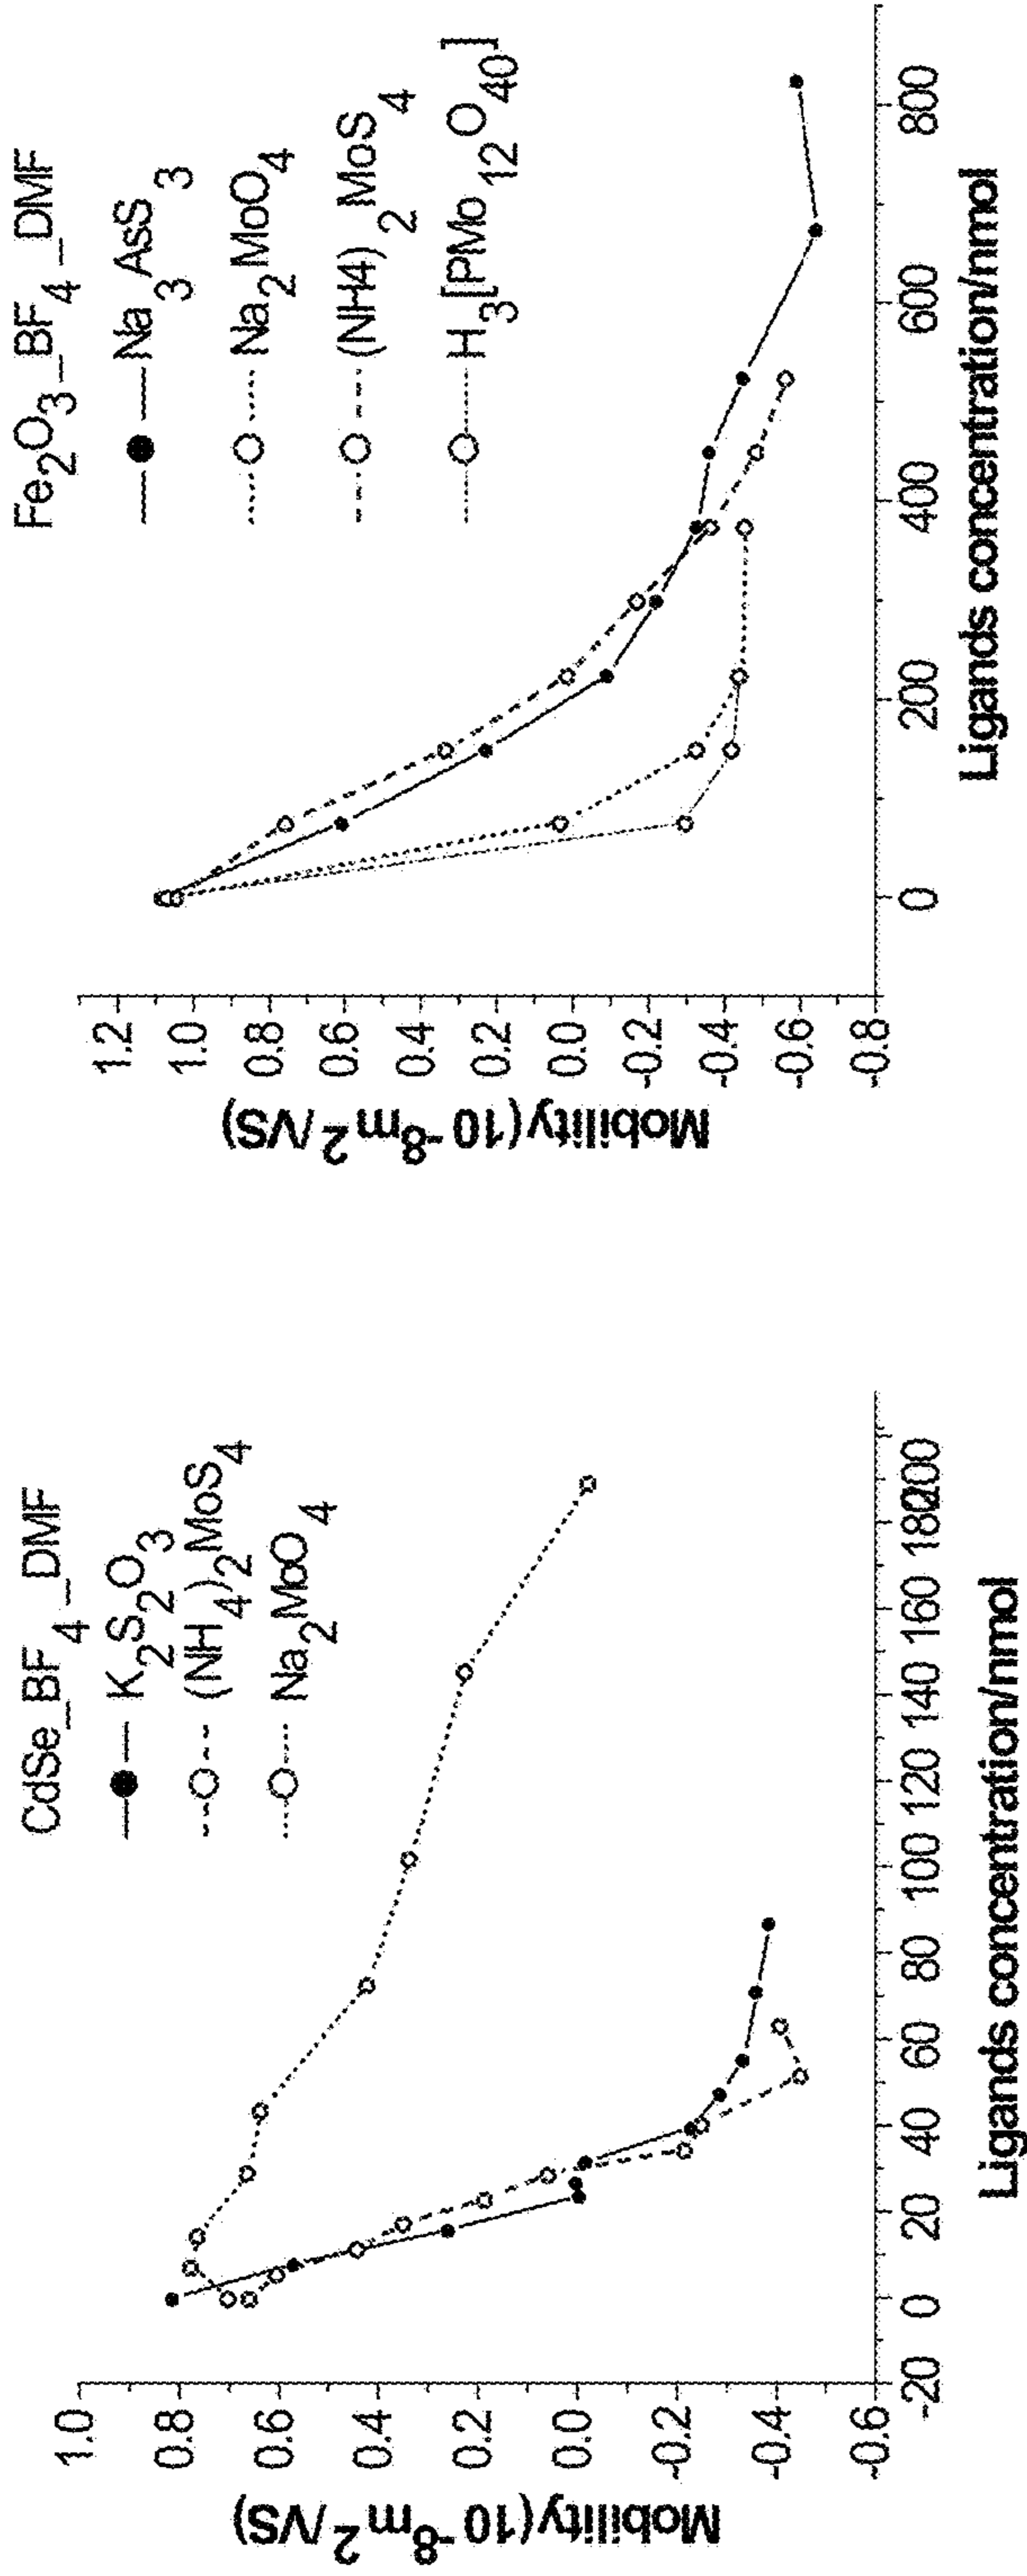 CdSe_BF4_DMF
K2S2O3
(NH4)2MoS4
Na2MoO4
Mobility(10-8m2/VS)
1.0
0.8
0.6
0.4
0.2
0.0
-0.2
-0.4
-0.6
-20 0 20 40 60 80 100 120 140 160 180 200
Ligands concentration/nmol
Fe2O3_BF4_DMF
Na3AsS3
Na2MoO4
(NH4)2MoS4
H3[PMo12O40]
Mobility(10-8m2/VS)
1.2
1.0
0.8
0.6
0.4
0.2
0.0
-0.2
-0.4
-0.6
-0.8
0 200 400 600 800
Ligands concentration/nmol